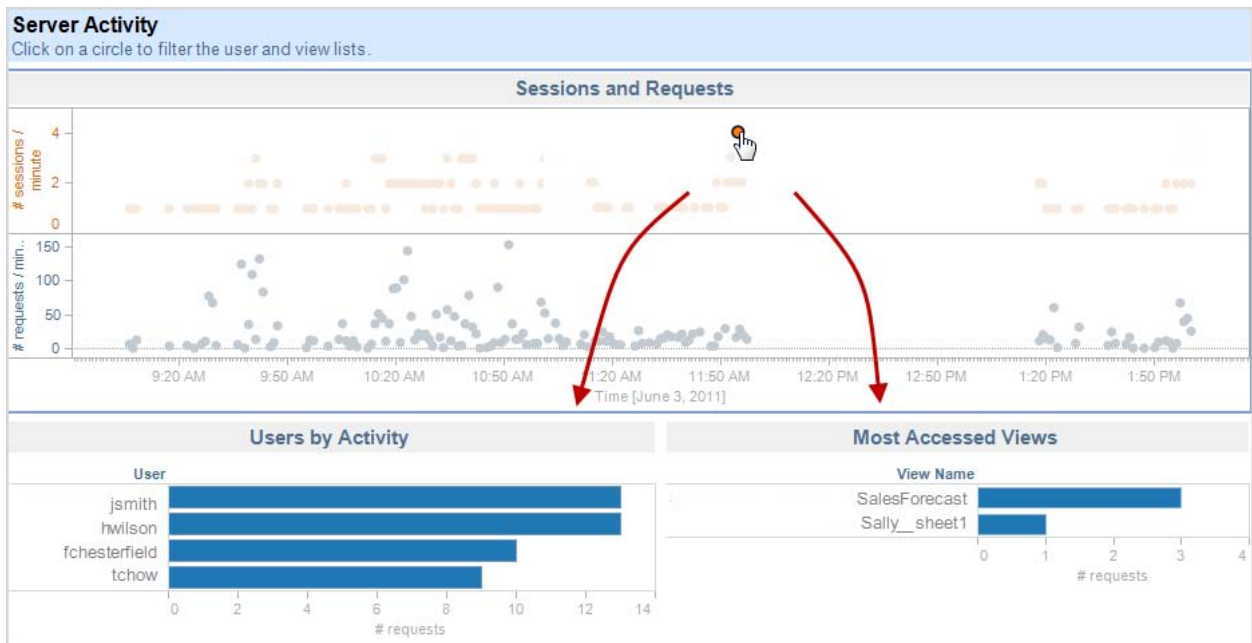 Server Activity
Click on a circle to filter the user and view lists.
Sessions and Requests
# sessions /
minute
4
2
0
# requests / min..
150
100
50
0
9:20 AM 9:50 AM 10:20 AM 10:50 AM 11:20 AM 11:50 AM 12:20 PM 12:50 PM 1:20 PM 1:50 PM
Time [June 3, 2011]
Users by Activity
User
jsmith
hwilson
fchesterfield
tchow
0 2 4 6 8 10 12 14
# requests
Most Accessed Views
View Name
SalesForecast
Sally__sheet1
0 1 2 3 4
# requests